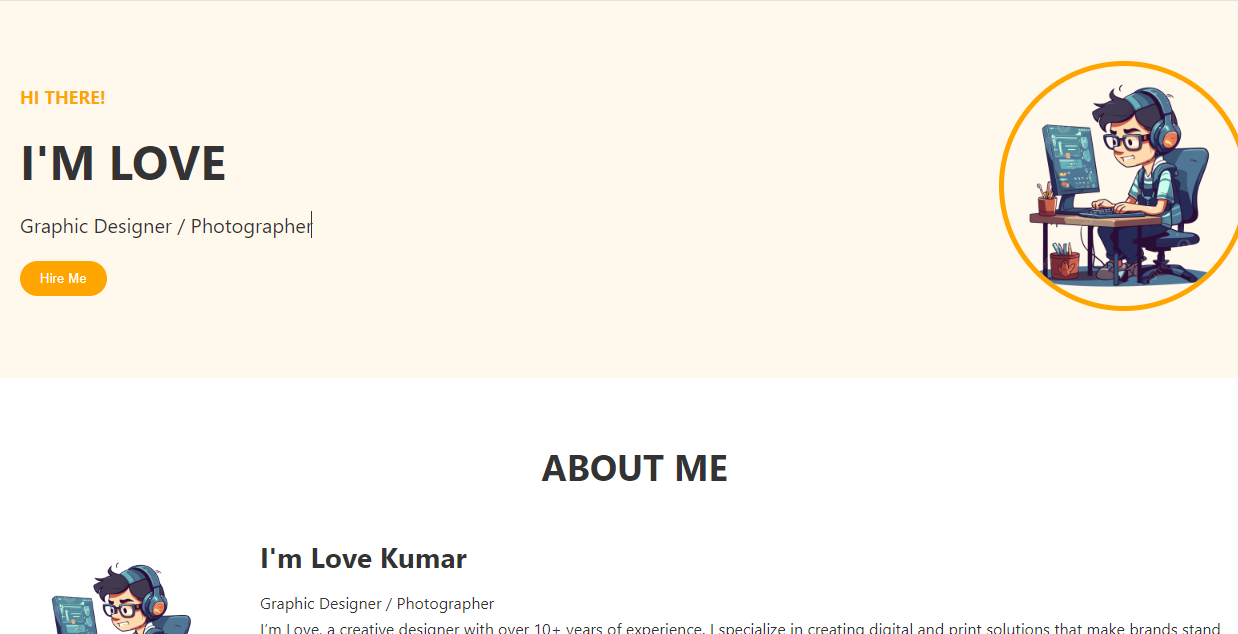 HI THERE!
I'M LOVE
Graphic Designer / Photographer
Hire Me
ABOUT ME
I'm Love Kumar
Graphic Designer / Photographer
I'm Love, a creative designer with over 10+ years of experience. I specialize in creating digital and print solutions that make brands stand